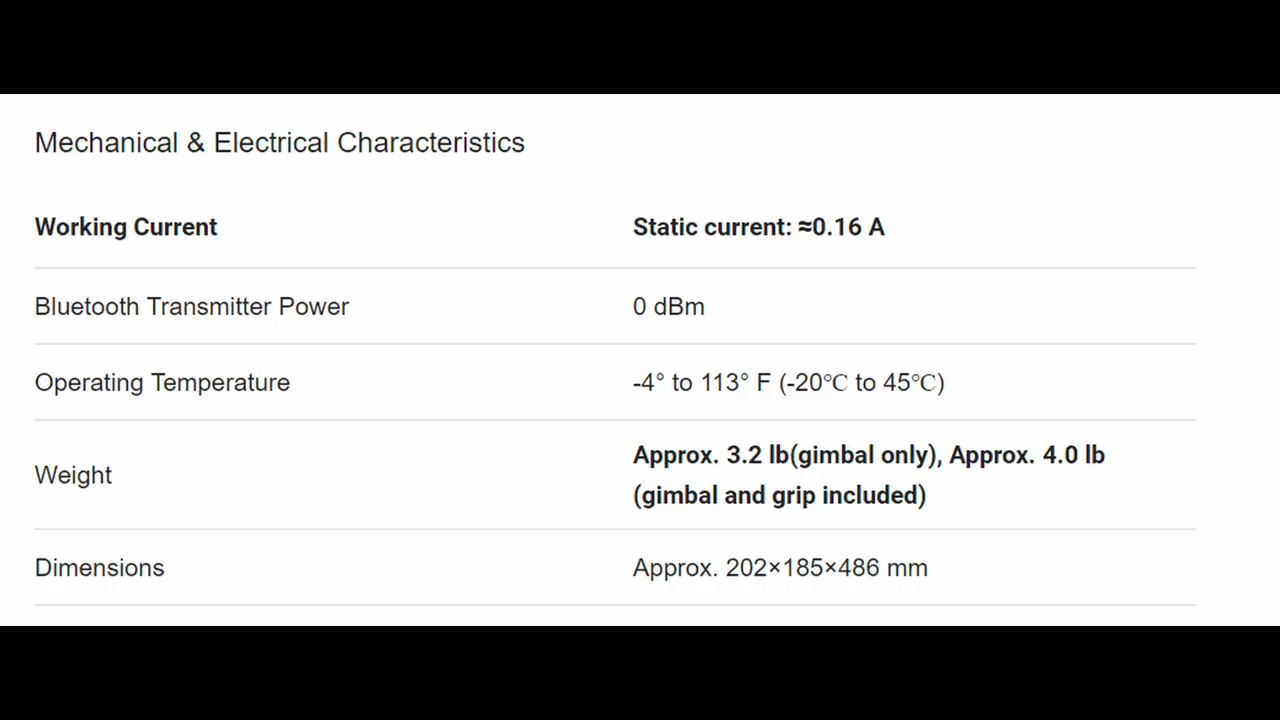 Mechanical & Electrical Characteristics
Working Current Static current: ≈0.16 A
Bluetooth Transmitter Power 0 dBm
Operating Temperature -4° to 113° F (-20℃ to 45℃)
Weight Approx. 3.2 lb(gimbal only), Approx. 4.0 lb
(gimbal and grip included)
Dimensions Approx. 202×185×486 mm